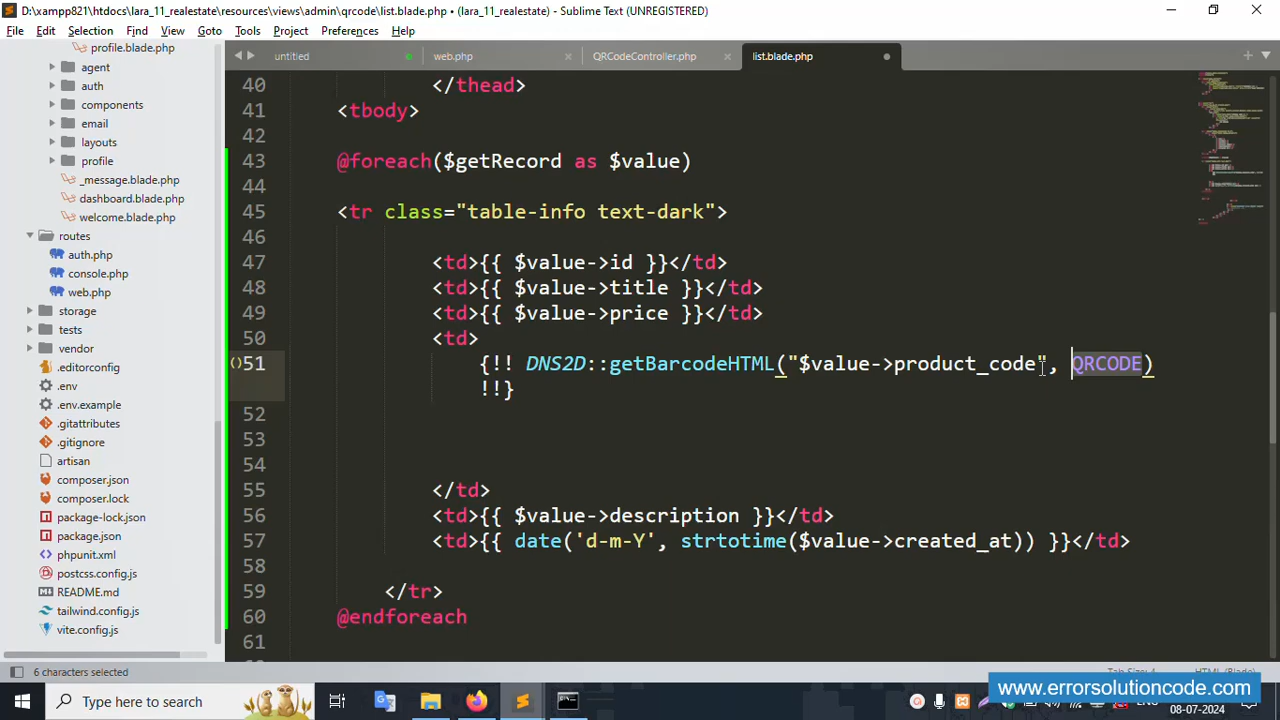 D:\xampp81\htdocs\lara_11_realestate\resources\views\admin\qrcode\list.blade.php • (lara_11_realestate) - Sublime Text (UNREGISTERED)
File Edit Selection Find View Goto Tools Project Preferences Help
untitled web.php QRCodeController.php list.blade.php
profile.blade.php
agent
auth
components
email
layouts
profile
_message.blade.php
dashboard.blade.php
welcome.blade.php
routes
auth.php
console.php
web.php
storage
tests
vendor
.editorconfig
.env
.env.example
.gitattributes
.gitignore
artisan
composer.json
composer.lock
package-lock.json
package.json
phpunit.xml
postcss.config.js
README.md
tailwind.config.js
vite.config.js
40 </thead>
41 <tbody>
42
43 @foreach($getRecord as $value)
44
45 <tr class="table-info text-dark">
46
47 <td>{{ $value->id }}</td>
48 <td>{{ $value->title }}</td>
49 <td>{{ $value->price }}</td>
50 <td>
51 {!! DNS2D::getBarcodeHTML("$value->product_code", QRCODE)
!!}
52
53
54
55 </td>
56 <td>{{ $value->description }}</td>
57 <td>{{ date('d-m-Y', strtotime($value->created_at)) }}</td>
58
59 </tr>
60 @endforeach
61
6 characters selected
Type here to search
www.errorsolutioncode.com
08-07-2024